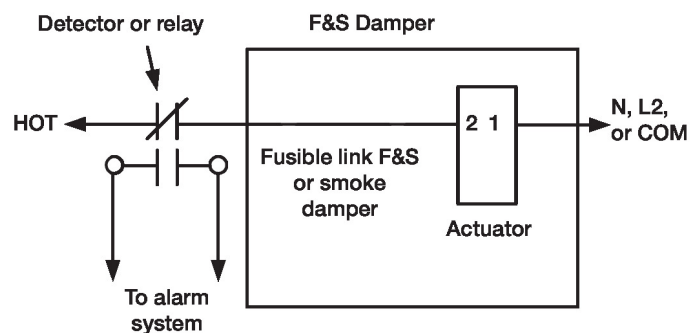 Detector or relay
F&S Damper
HOT
2 1
N, L2,
or COM
Fusible link F&S
or smoke
damper
Actuator
To alarm
system